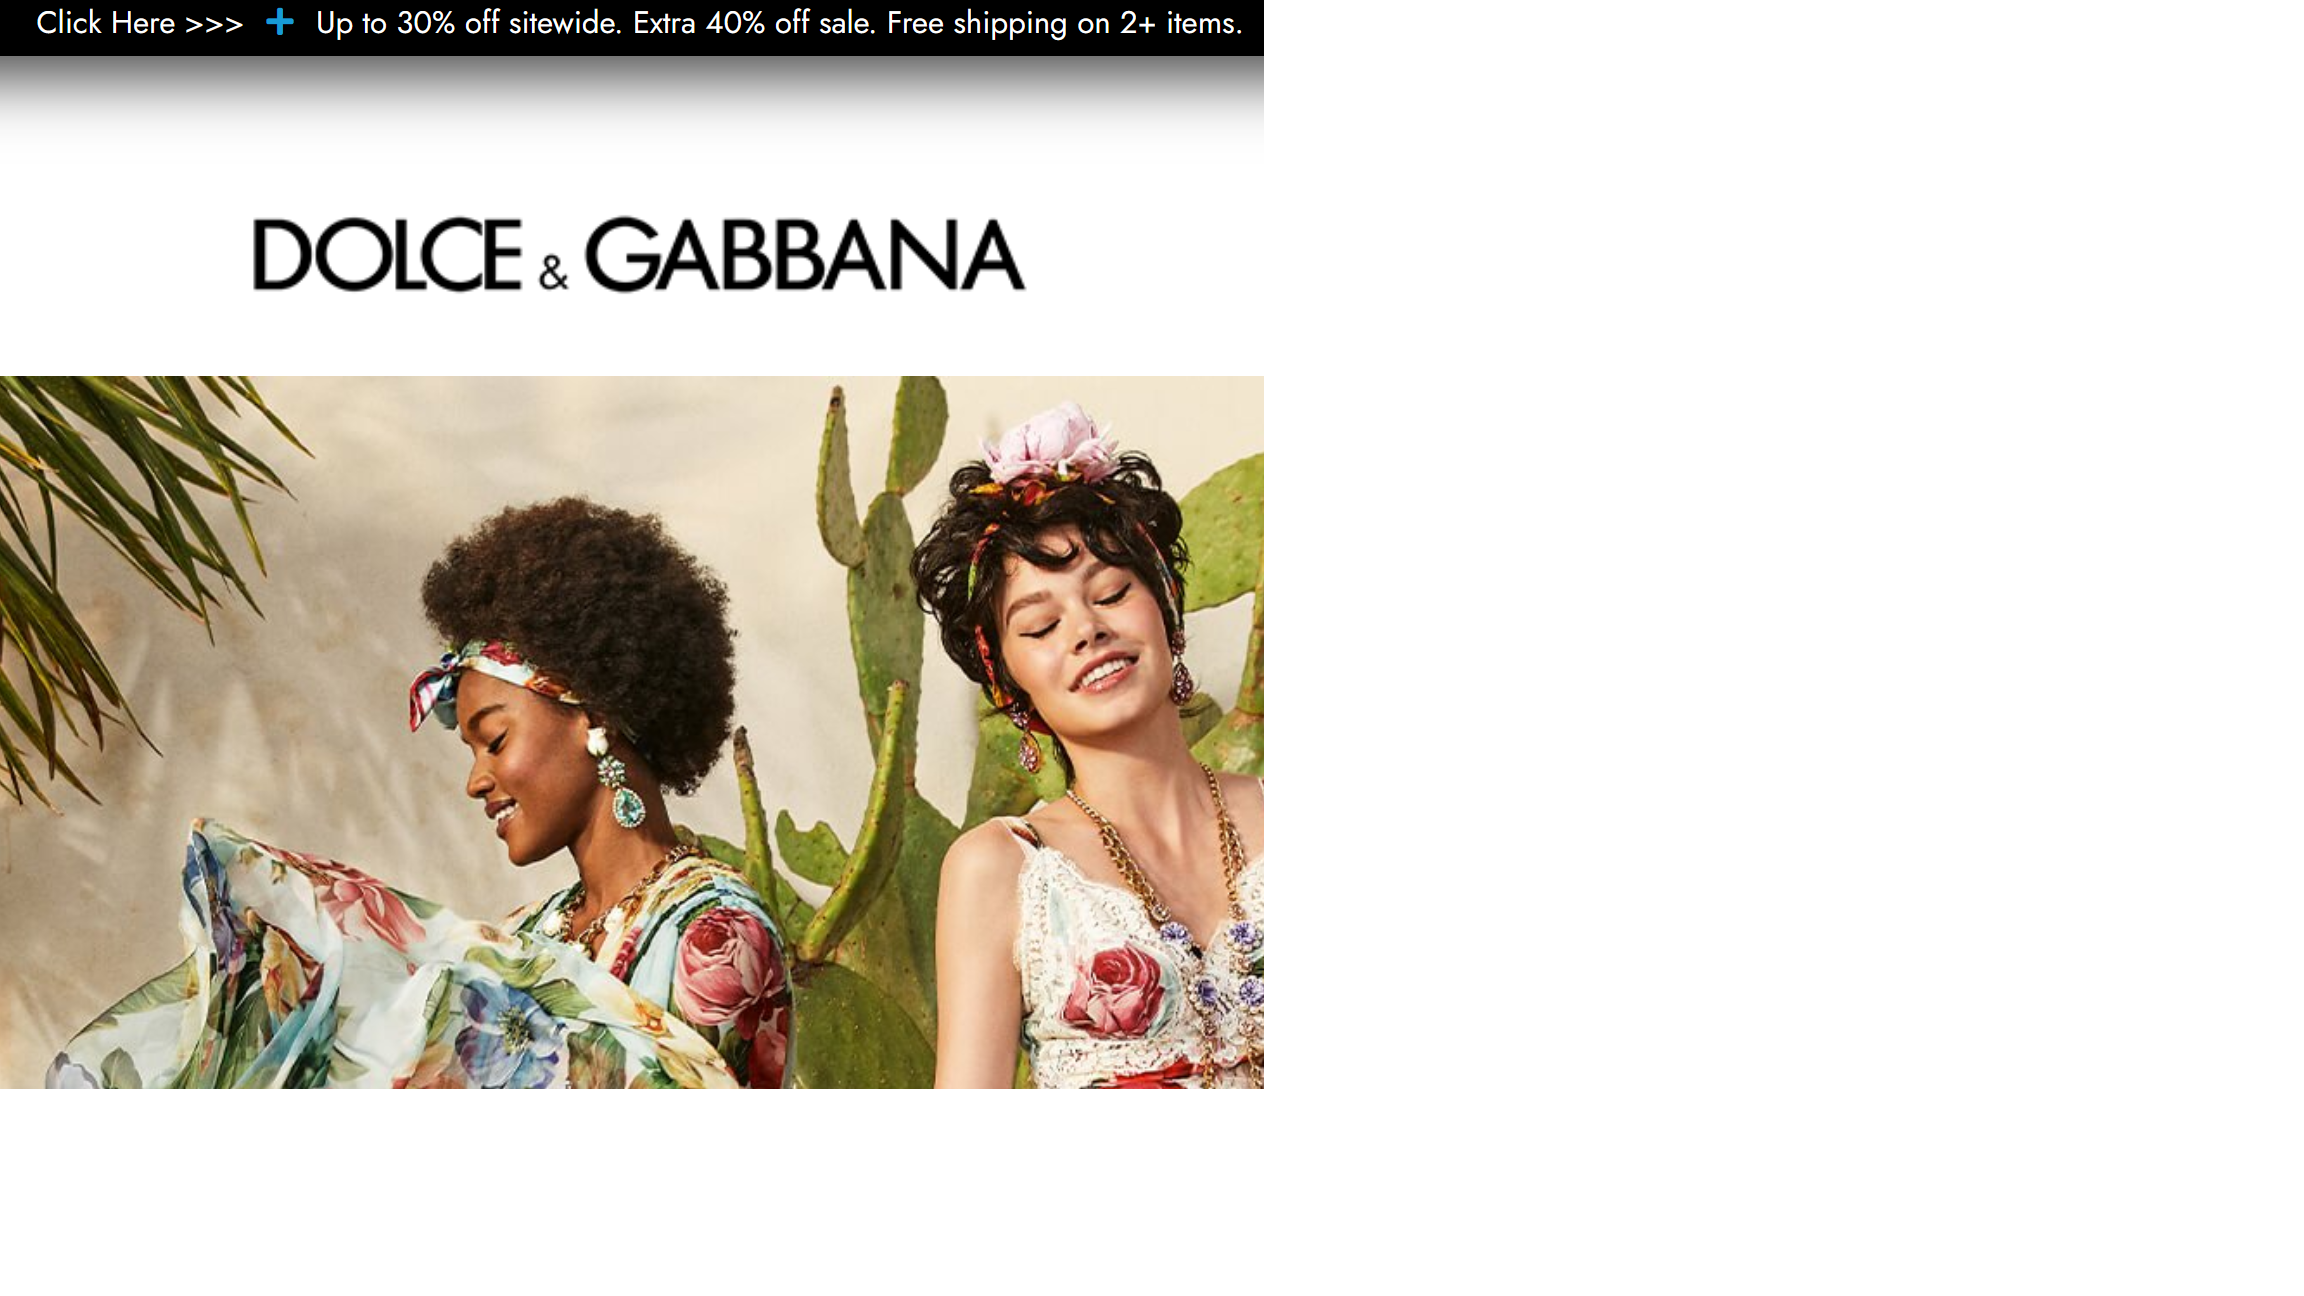 Click Here >>> + Up to 30% off sitewide. Extra 40% off sale. Free shipping on 2+ items.
DOLCE & GABBANA